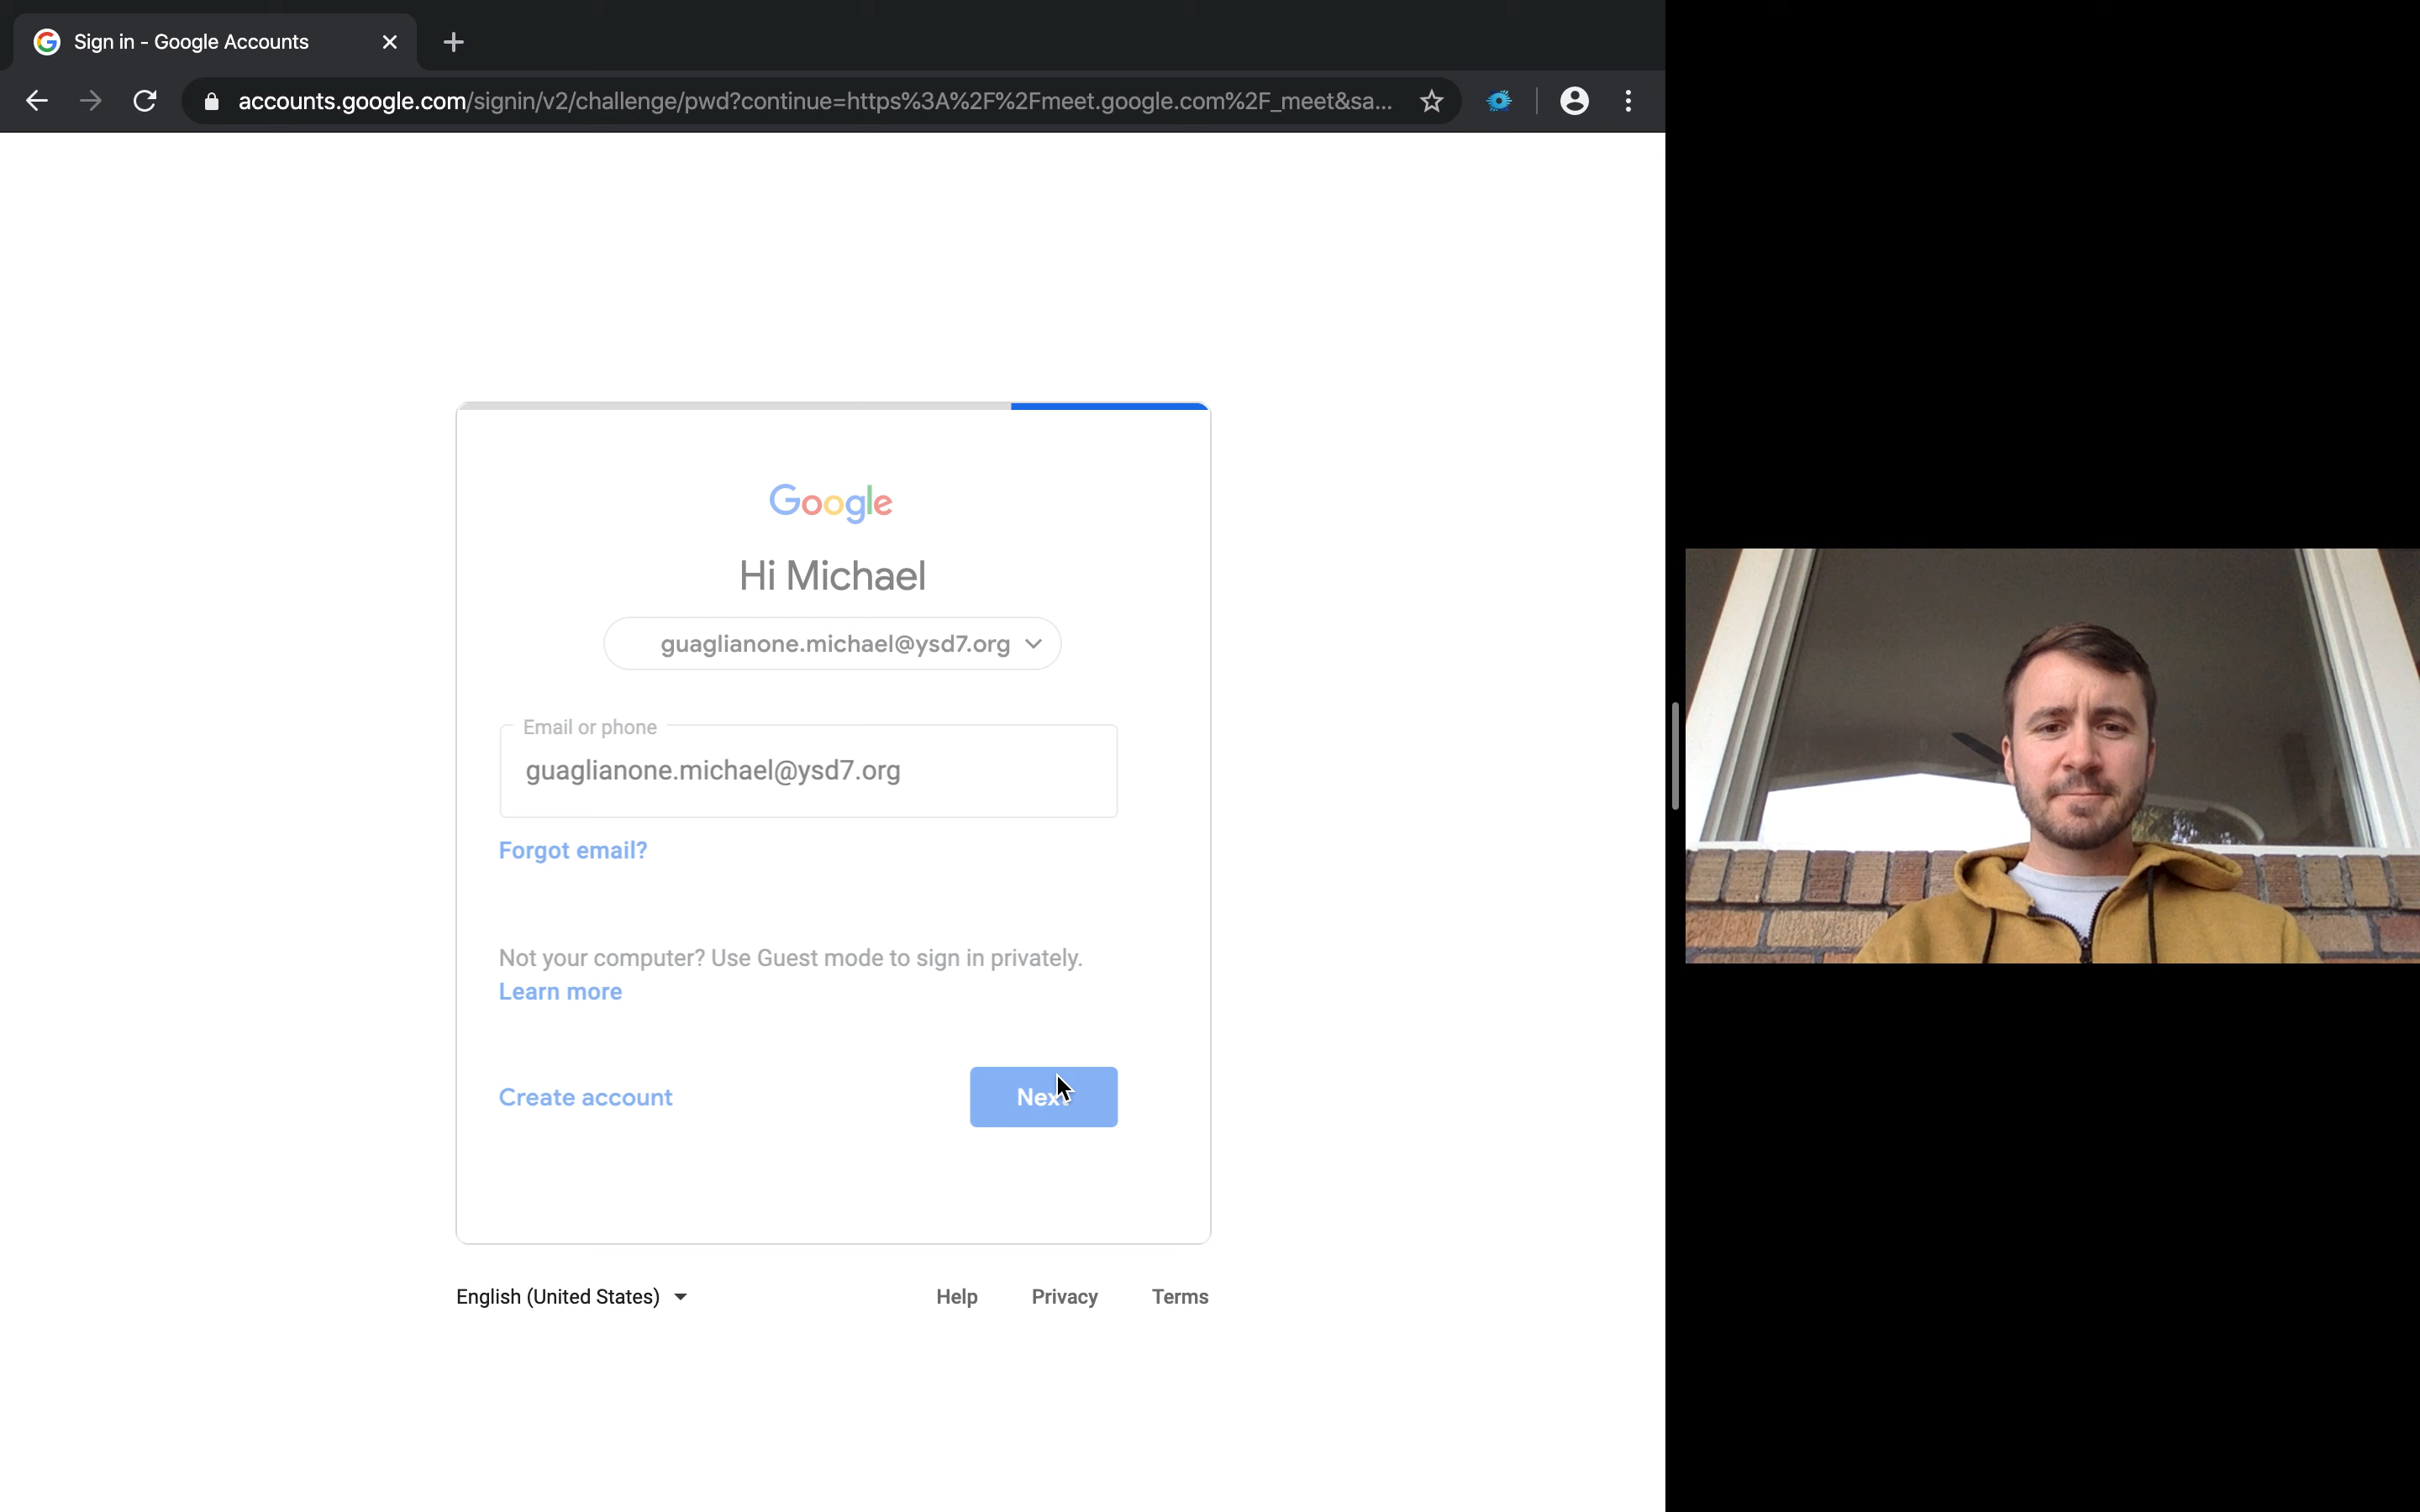 Sign in - Google Accounts
accounts.google.com/signin/v2/challenge/pwd?continue=https%3A%2F%2Fmeet.google.com%2F_meet&sa...
Google
Hi Michael
guaglianone.michael@ysd7.org
Email or phone
guaglianone.michael@ysd7.org
Forgot email?
Not your computer? Use Guest mode to sign in privately.
Learn more
Create account
Next
English (United States)
Help
Privacy
Terms